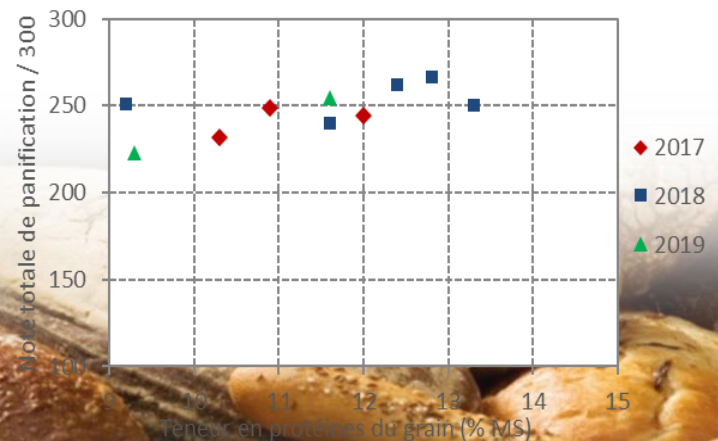 Note totale de panification / 300
300
250
200
150
100
9 10 11 12 13 14 15
Teneur en protéines du grain (% MS)
2017
2018
2019